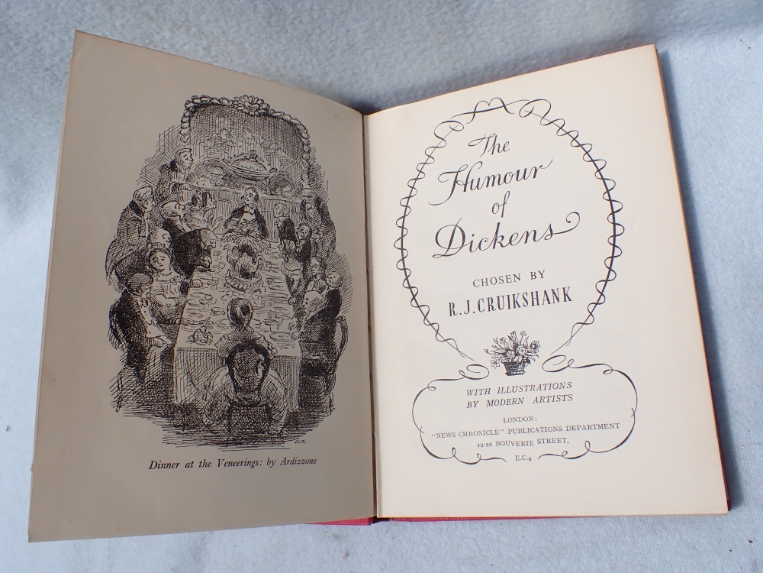 Dinner at the Veneerings: by Ardizzone
The
Humour
of
Dickens
CHOSEN BY
R.J. CRUIKSHANK
WITH ILLUSTRATIONS
BY MODERN ARTISTS
LONDON:
"NEWS CHRONICLE" PUBLICATIONS DEPARTMENT
12-22 BOUVERIE STREET,
E.C.4